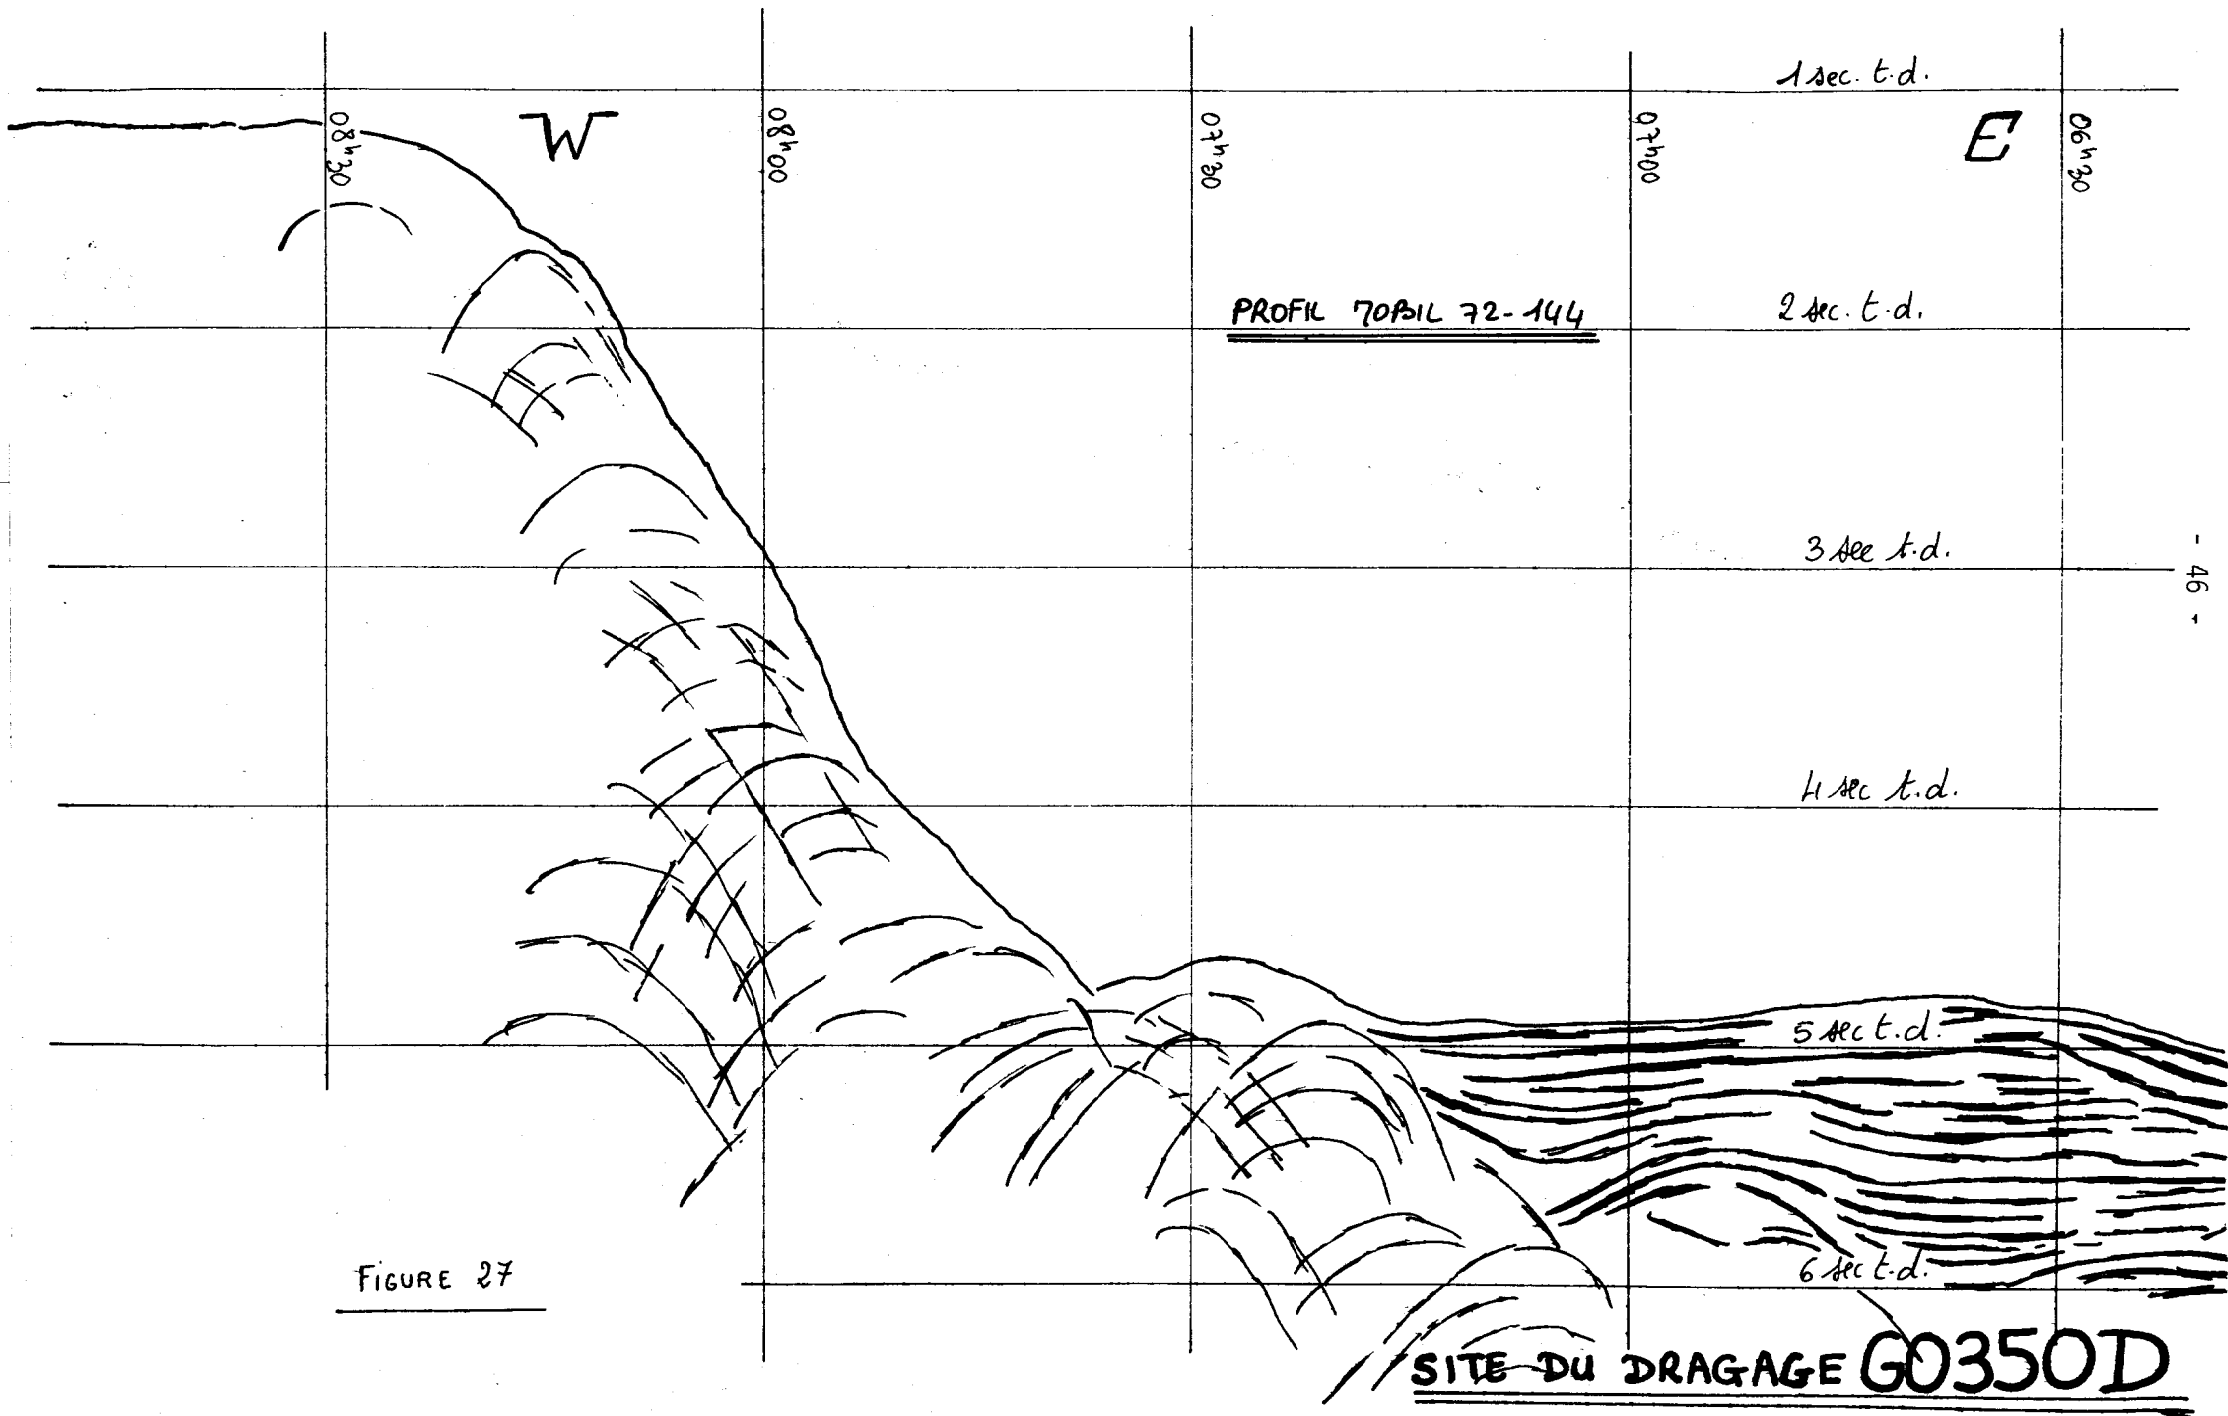 1 sec. t.d.
W
E
08h30
08h00
07h30
07h00
06h30
PROFIL MOBIL 72-144
2 sec. t.d.
3 sec t.d.
- 46 -
4 sec t.d.
5 sec t.d.
6 sec t.d.
FIGURE 27
SITE DU DRAGAGE GO350D